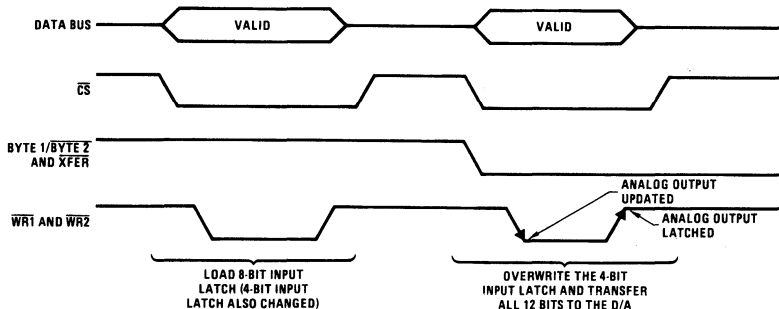 DATA BUS
VALID
VALID
CS
BYTE 1/BYTE 2
AND XFER
ANALOG OUTPUT
UPDATED
WR1 AND WR2
ANALOG OUTPUT
LATCHED
LOAD 8-BIT INPUT
LATCH (4-BIT INPUT
LATCH ALSO CHANGED)
OVERWRITE THE 4-BIT
INPUT LATCH AND TRANSFER
ALL 12 BITS TO THE D/A